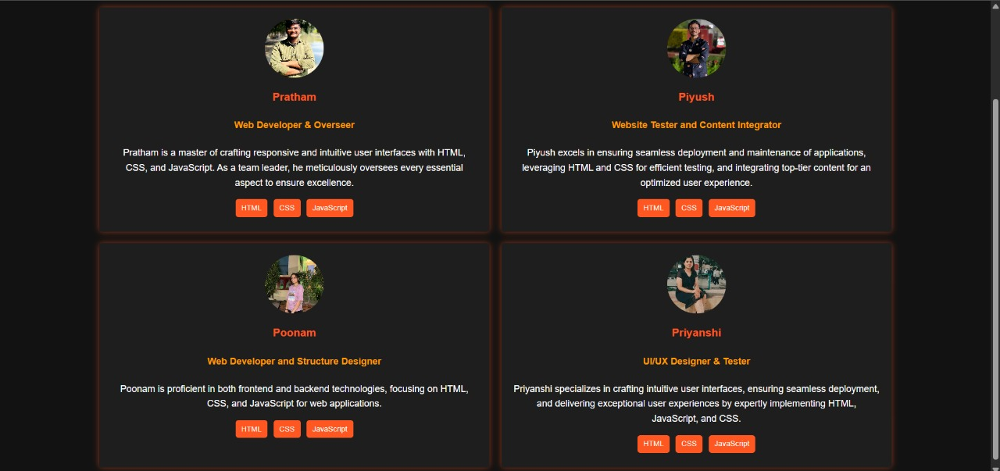 Pratham
Web Developer & Overseer
Pratham is a master of crafting responsive and intuitive user interfaces with HTML,
CSS, and JavaScript. As a team leader, he meticulously oversees every essential
aspect to ensure excellence.
HTML CSS JavaScript
Piyush
Website Tester and Content Integrator
Piyush excels in ensuring seamless deployment and maintenance of applications,
leveraging HTML and CSS for efficient testing, and integrating top-tier content for an
optimized user experience.
HTML CSS JavaScript
Poonam
Web Developer and Structure Designer
Poonam is proficient in both frontend and backend technologies, focusing on HTML,
CSS, and JavaScript for web applications.
HTML CSS JavaScript
Priyanshi
UI/UX Designer & Tester
Priyanshi specializes in crafting intuitive user interfaces, ensuring seamless deployment,
and delivering exceptional user experiences by expertly implementing HTML,
JavaScript, and CSS.
HTML CSS JavaScript